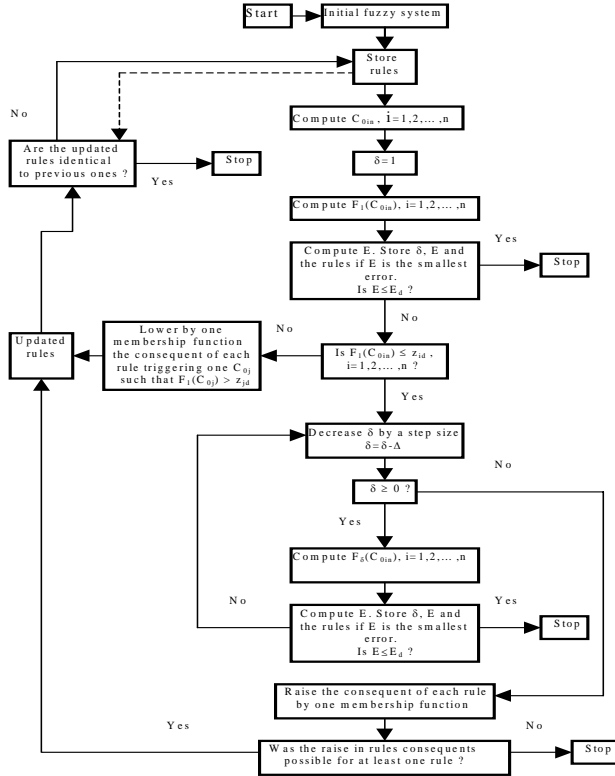 Start
Initial fuzzy system
Store
rules
No
Compute C0in , i=1,2,... ,n
Are the updated
rules identical
to previous ones ?
Stop
Yes
δ=1
Compute F1(C0in), i=1,2,... ,n
Compute E. Store δ, E and
the rules if E is the smallest
error.
Is E≤Ed ?
Yes
Stop
No
Updated
rules
Lower by one
membership function
the consequent of each
rule triggering one C0j
such that F1(C0j) > zjd
No
Is F1(C0in) ≤ zid ,
i=1,2,... ,n ?
Yes
Decrease δ by a step size
δ=δ-Δ
No
δ ≥ 0 ?
Yes
Compute Fδ(C0in), i=1,2,... ,n
No
Compute E. Store δ, E and
the rules if E is the smallest
error.
Is E≤Ed ?
Yes
Stop
Raise the consequent of each rule
by one membership function
Yes
Was the raise in rules consequents
possible for at least one rule ?
No
Stop